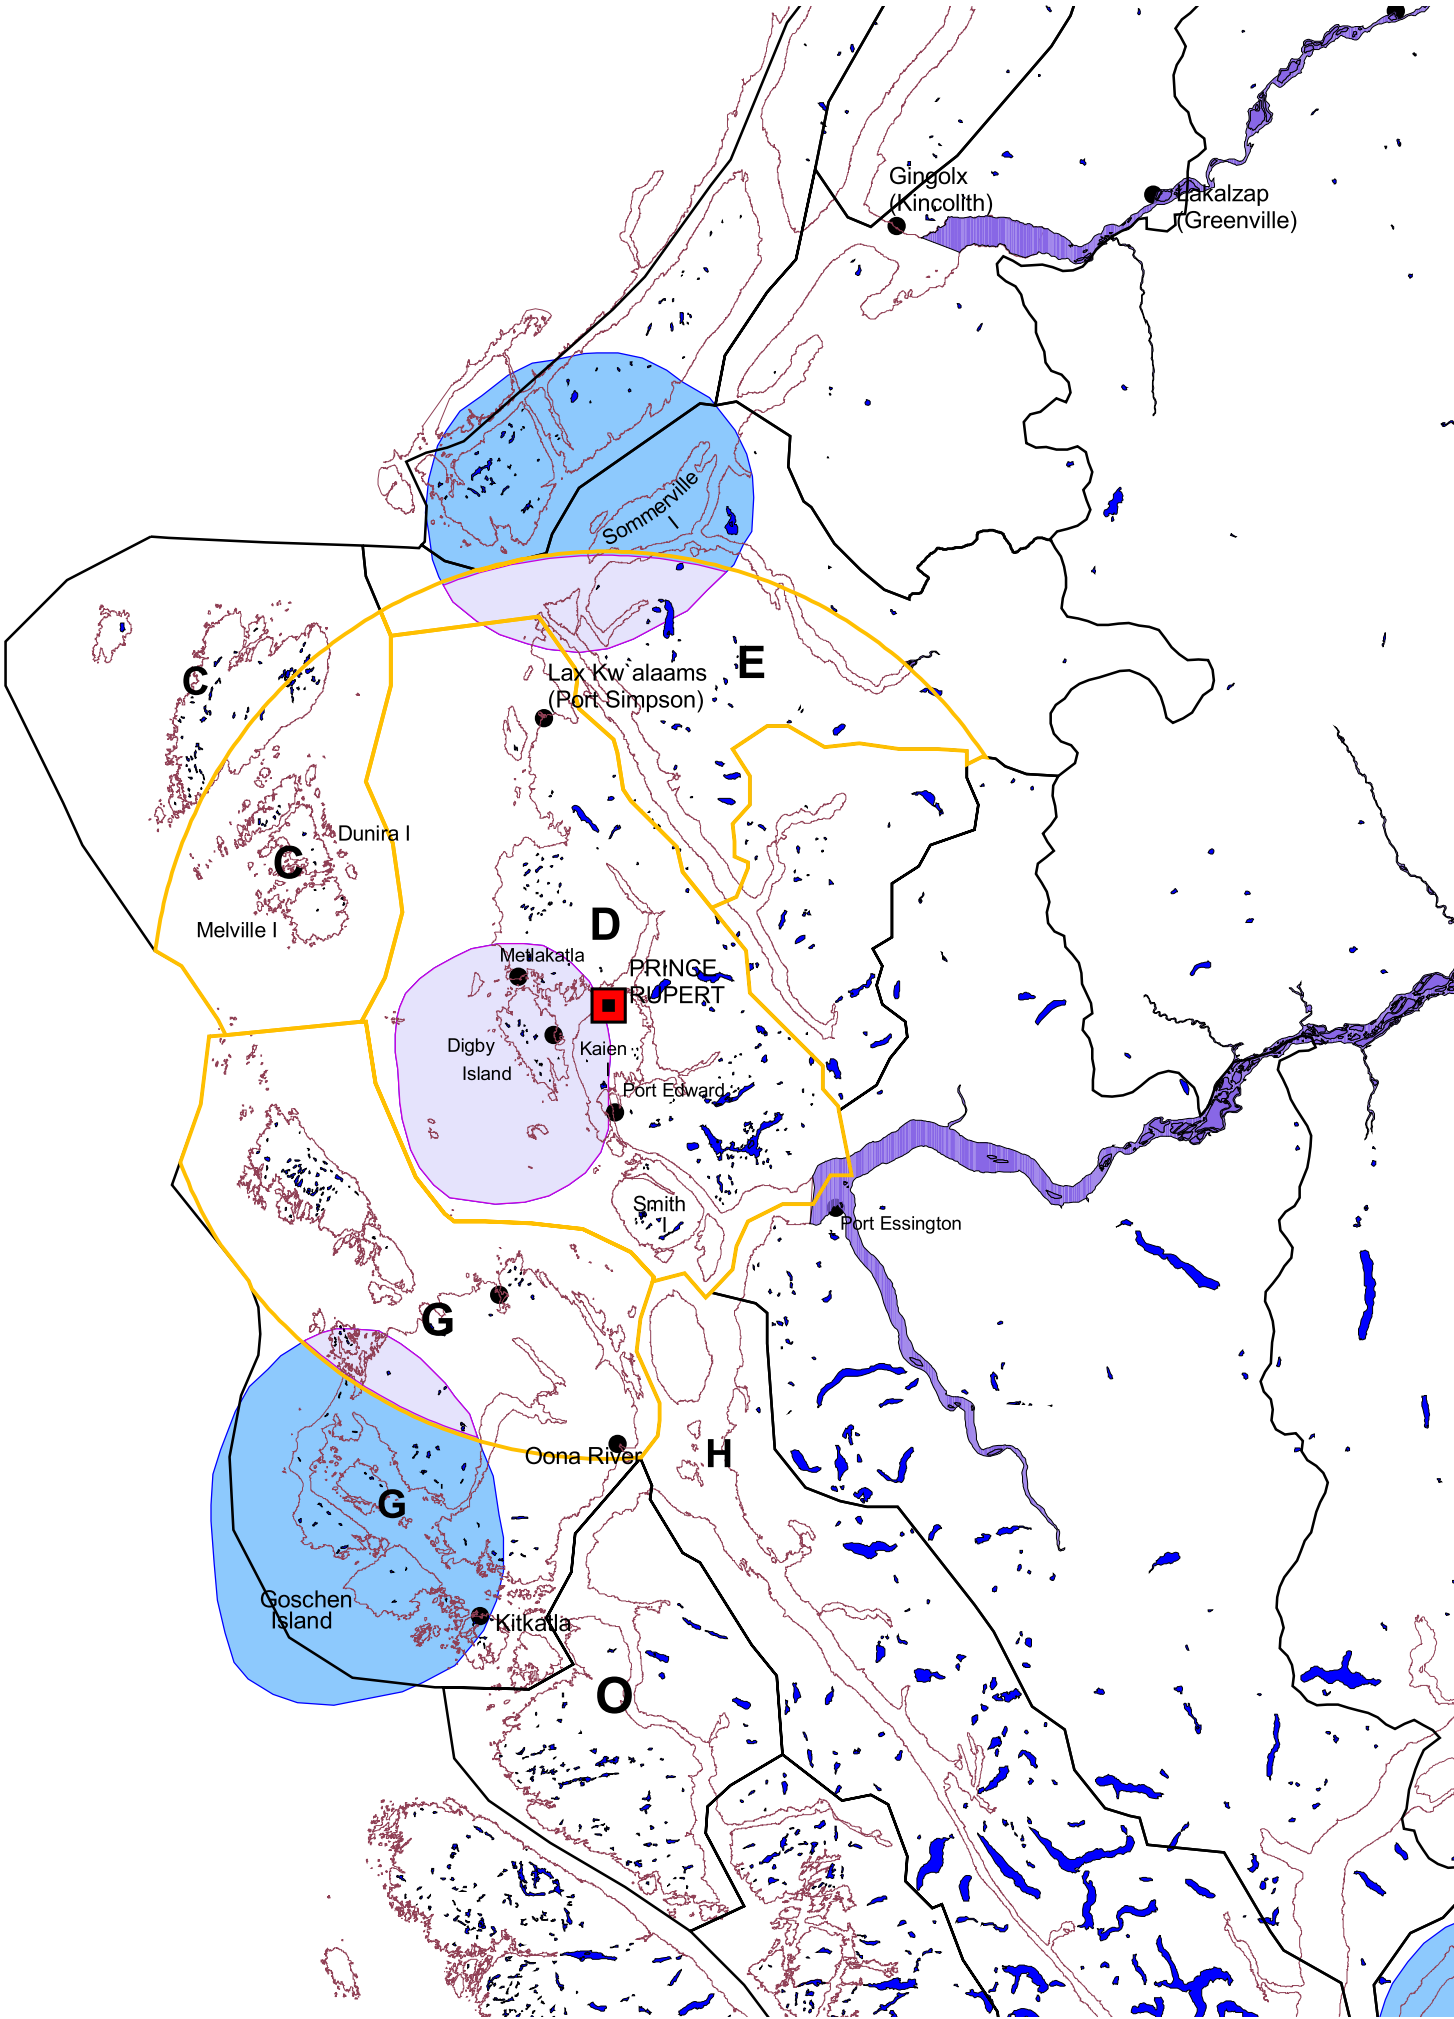 Gingolx
(Kincolith)
Lakalzap
(Greenville)
Sommerville
I
C
E
Lax Kw alaams
(Port Simpson)
Dunira I
C
Melville I
D
Metlakatla
PRINCE
RUPERT
Digby
Island
Kaien
I
Port Edward
Smith
I
Port Essington
G
H
Oona River
G
Goschen
Island
Kitkatla
O